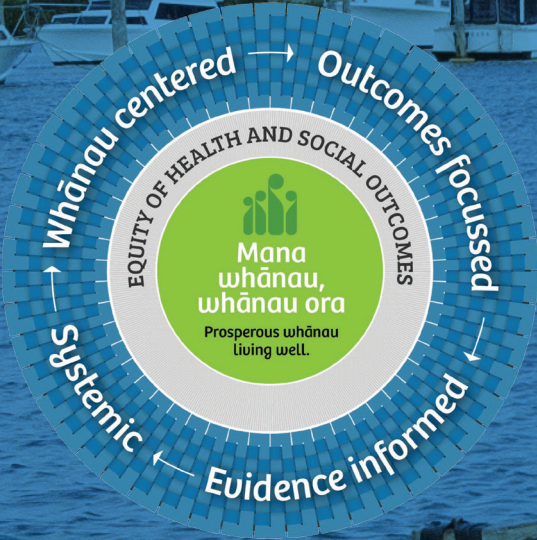 Whānau centered
Outcomes focussed
Evidence informed
Systemic
EQUITY OF HEALTH AND SOCIAL OUTCOMES
Mana
whānau,
whānau ora
Prosperous whānau
living well.